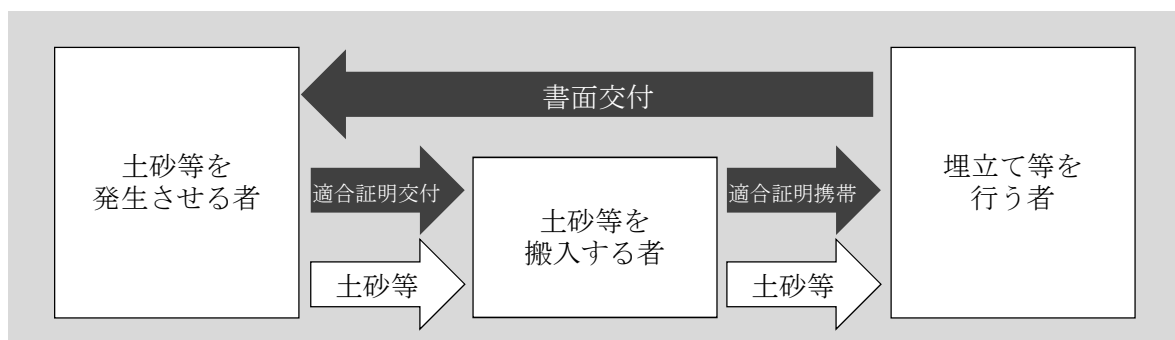 書面交付
土砂等を
発生させる者
適合証明交付
土砂等
土砂等を
搬入する者
適合証明携帯
土砂等
埋立て等を
行う者